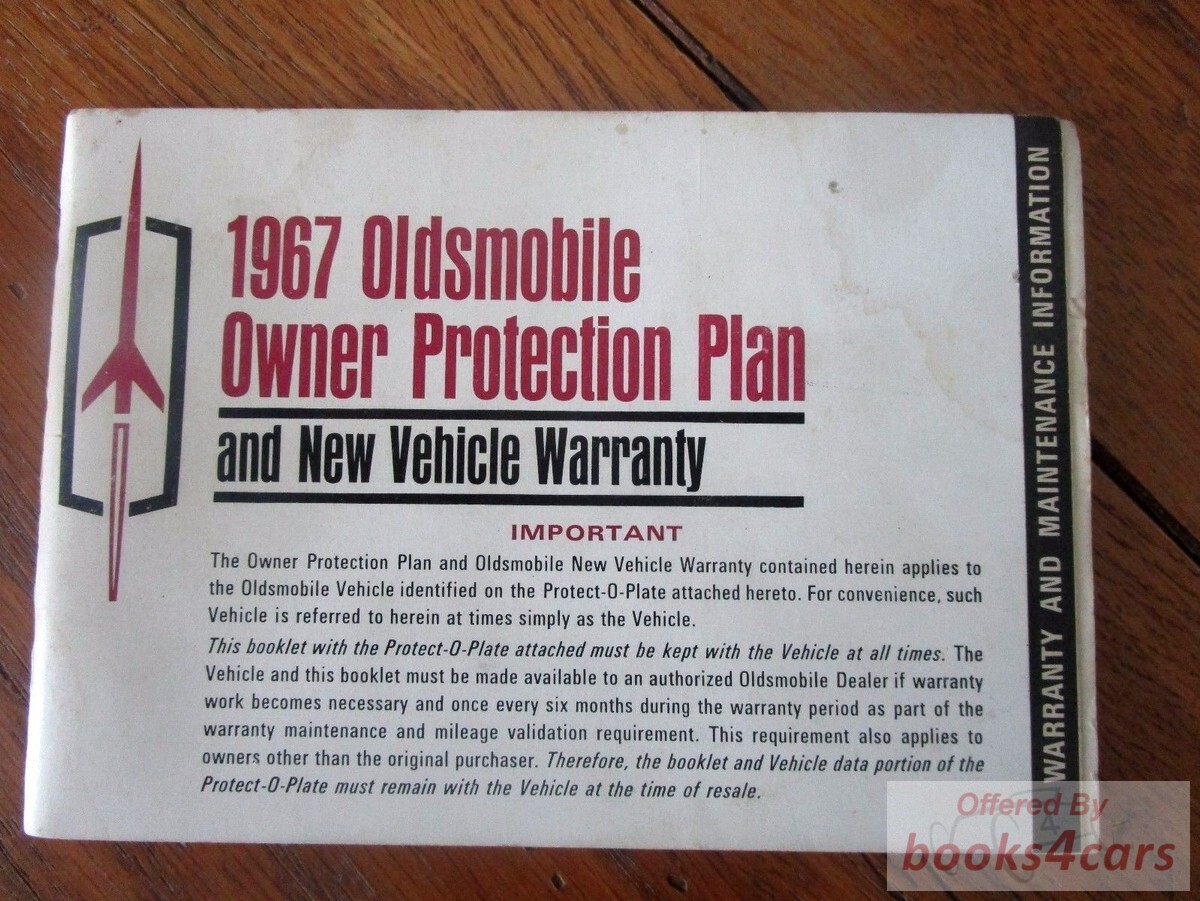 1967 Oldsmobile
Owner Protection Plan
and New Vehicle Warranty
IMPORTANT
The Owner Protection Plan and Oldsmobile New Vehicle Warranty contained herein applies to
the Oldsmobile Vehicle identified on the Protect-O-Plate attached hereto. For convenience, such
Vehicle is referred to herein at times simply as the Vehicle.
This booklet with the Protect-O-Plate attached must be kept with the Vehicle at all times. The
Vehicle and this booklet must be made available to an authorized Oldsmobile Dealer if warranty
work becomes necessary and once every six months during the warranty period as part of the
warranty maintenance and mileage validation requirement. This requirement also applies to
owners other than the original purchaser. Therefore, the booklet and Vehicle data portion of the
Protect-O-Plate must remain with the Vehicle at the time of resale.
WARRANTY AND MAINTENANCE INFORMATION
Offered By
books4cars